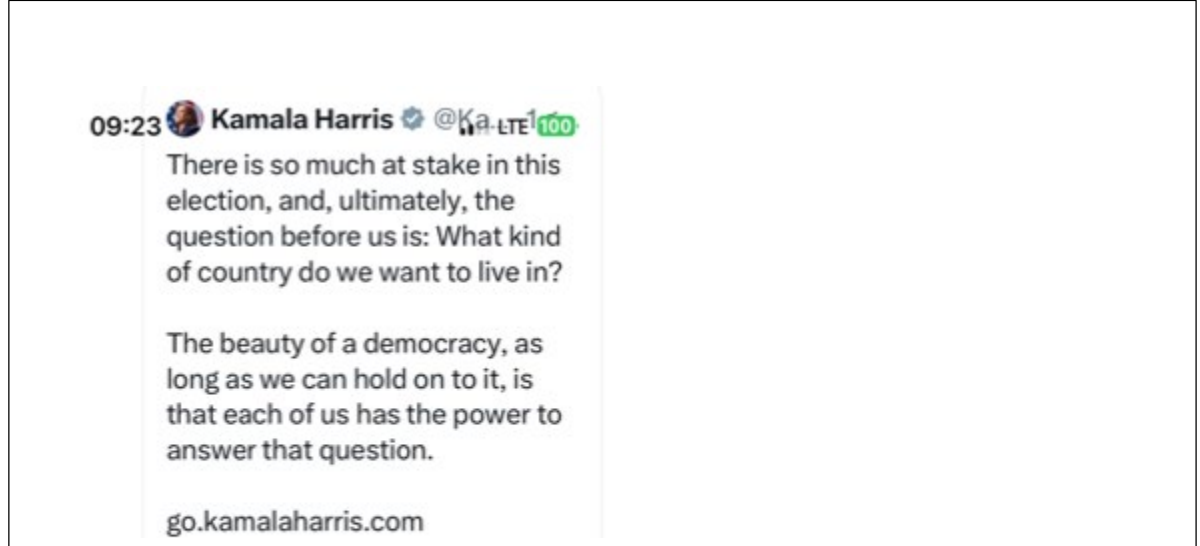 09:23 Kamala Harris @Ka LTE 100
There is so much at stake in this
election, and, ultimately, the
question before us is: What kind
of country do we want to live in?
The beauty of a democracy, as
long as we can hold on to it, is
that each of us has the power to
answer that question.
go.kamalaharris.com